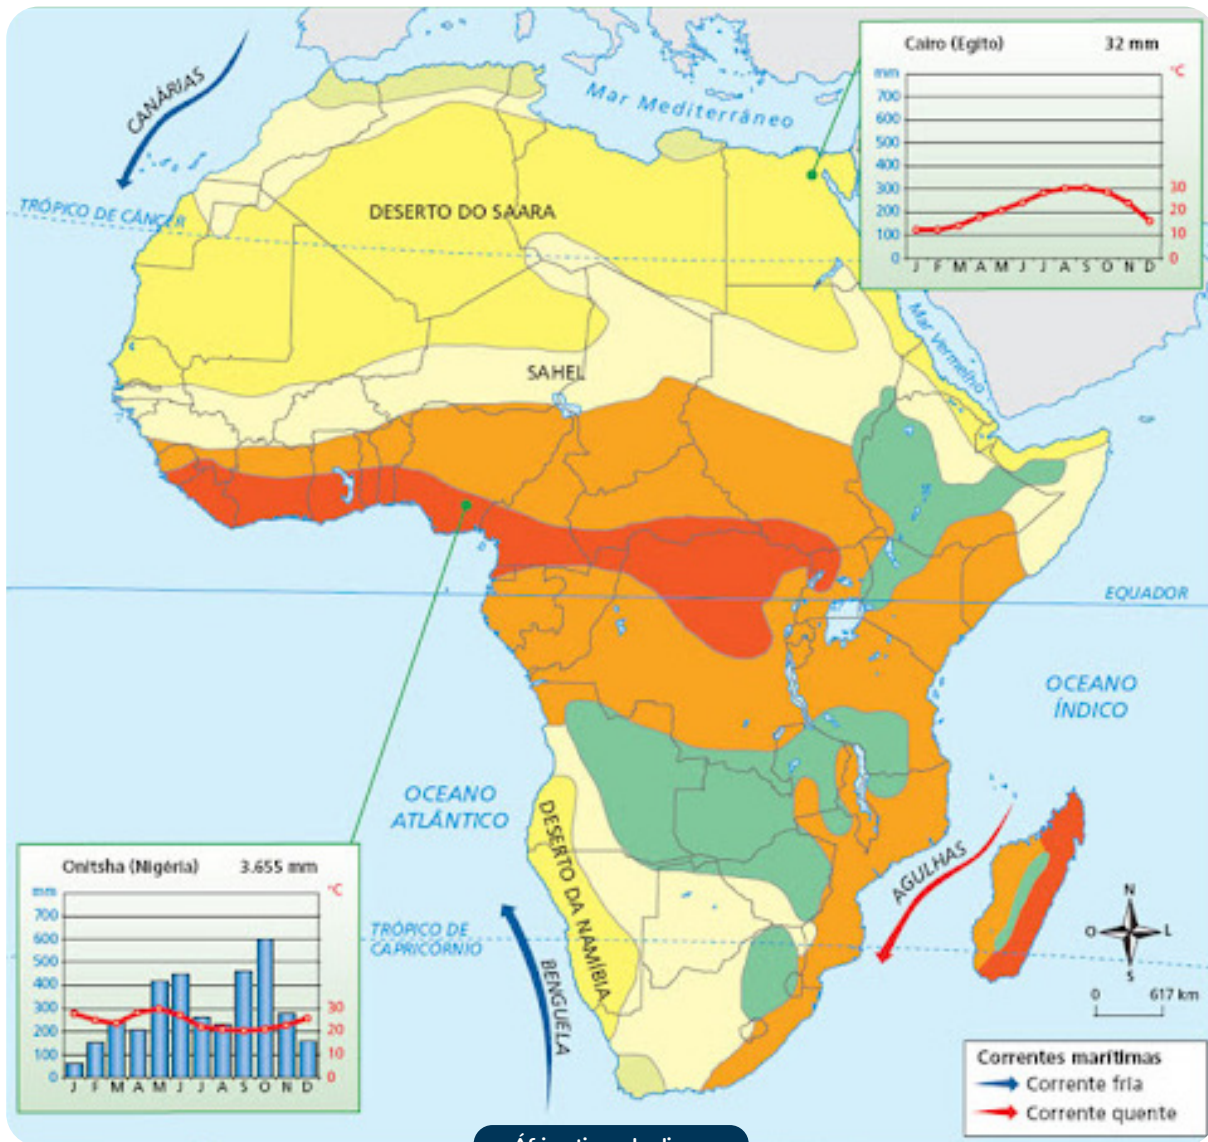 CANÁRIAS
Mar Mediterrâneo
TRÓPICO DE CÂNCER
DESERTO DO SAARA
SAHEL
Mar Vermelho
Cairo (Egito) 32 mm
mm °C
700
600
500
400
300 30
200 20
100 10
0 0
J F M A M J J A S O N D
EQUADOR
OCEANO
ÍNDICO
OCEANO
ATLÂNTICO
DESERTO DA NAMÍBIA
AGULHAS
TRÓPICO DE
CAPRICÓRNIO
BENGUELA
Onitsha (Nigéria) 3.655 mm
mm °C
700
600
500
400
300 30
200 20
100 10
0 0
J F M A M J J A S O N D
N
O L
S
0 617 km
Correntes marítimas
Corrente fria
Corrente quente